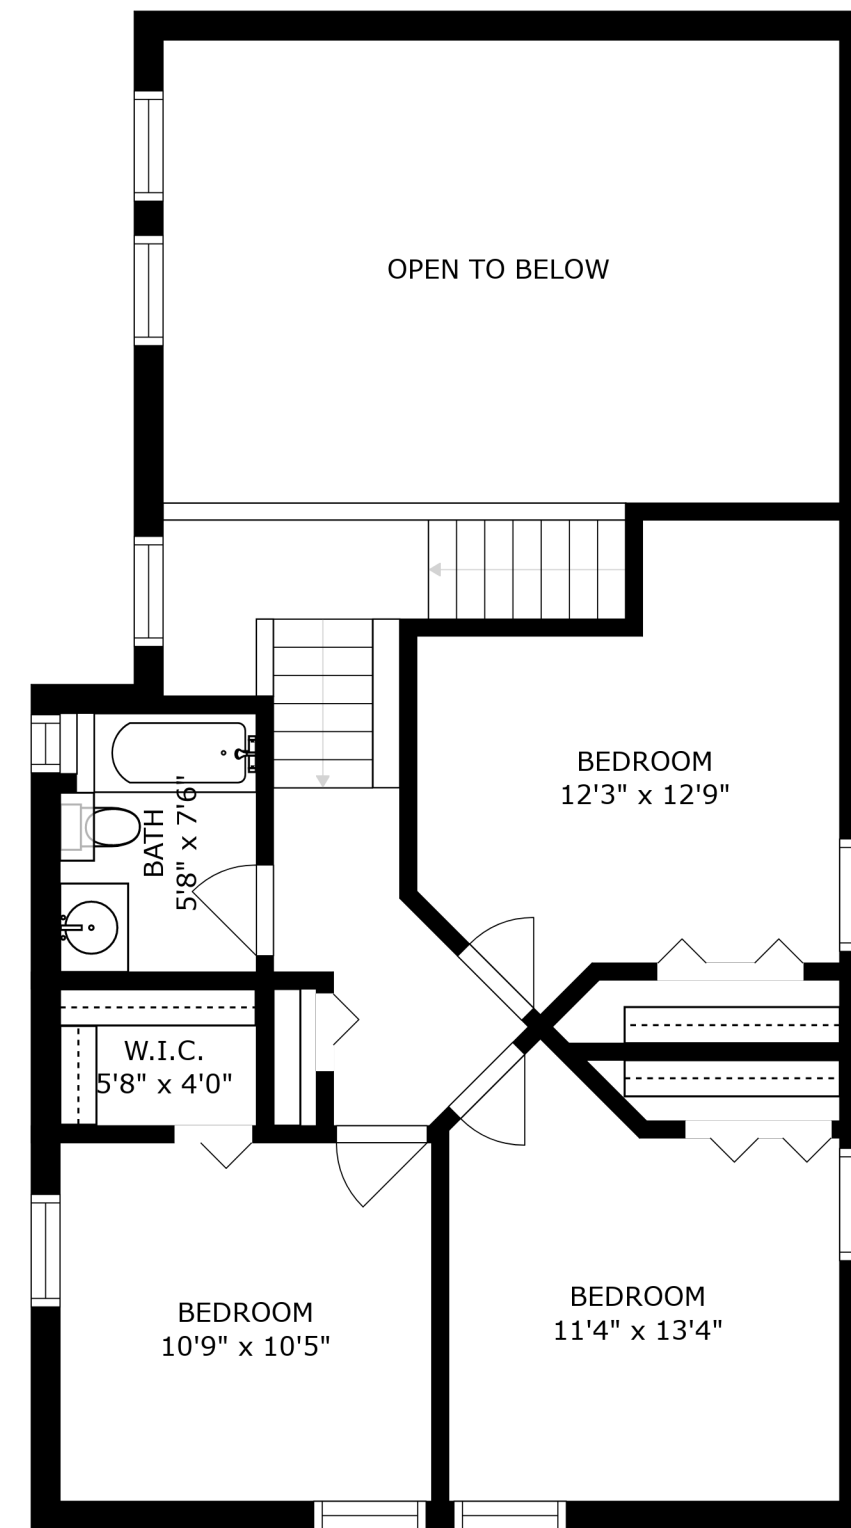 OPEN TO BELOW
BEDROOM
12'3" x 12'9"
BATH
5'8" x 7'6"
W.I.C.
5'8" x 4'0"
BEDROOM
11'4" x 13'4"
BEDROOM
10'9" x 10'5"